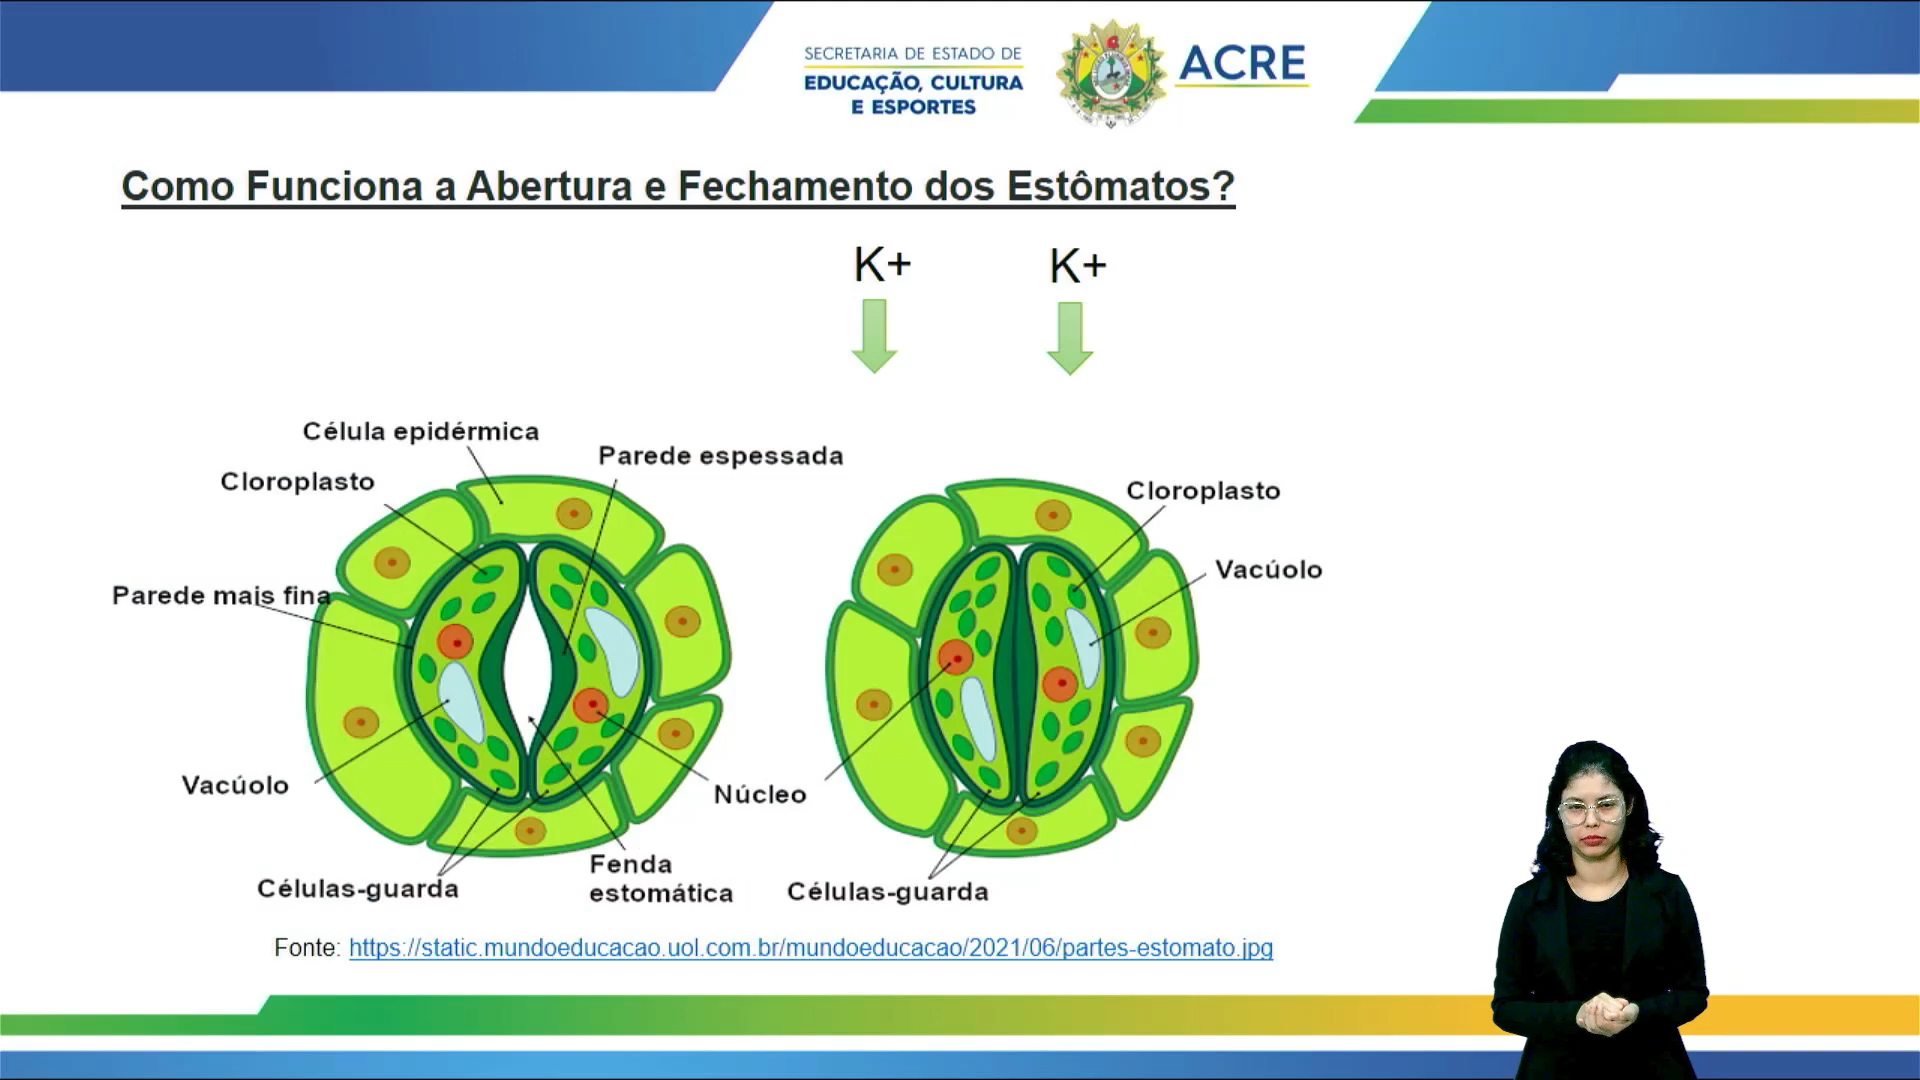 SECRETARIA DE ESTADO DE
EDUCAÇÃO, CULTURA
E ESPORTES
ACRE
Como Funciona a Abertura e Fechamento dos Estômatos?
K+
K+
Célula epidérmica
Parede espessada
Cloroplasto
Cloroplasto
Vacúolo
Parede mais fina
Vacúolo
Núcleo
Fenda
estomática
Células-guarda
Células-guarda
Fonte: https://static.mundoeducacao.uol.com.br/mundoeducacao/2021/06/partes-estomato.jpg